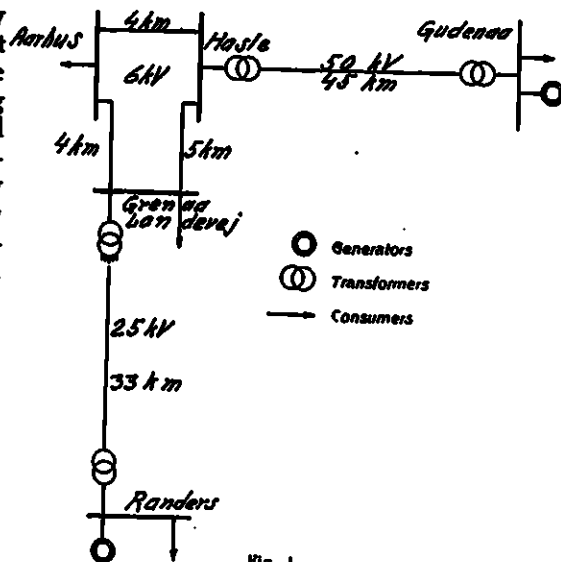 4km
Aarhus
Hasle
Gudenaa
6kV
50 kV
45 km
4km
5km
Grenaa
Landevej
Generators
Transformers
Consumers
25kV
33 km
Randers